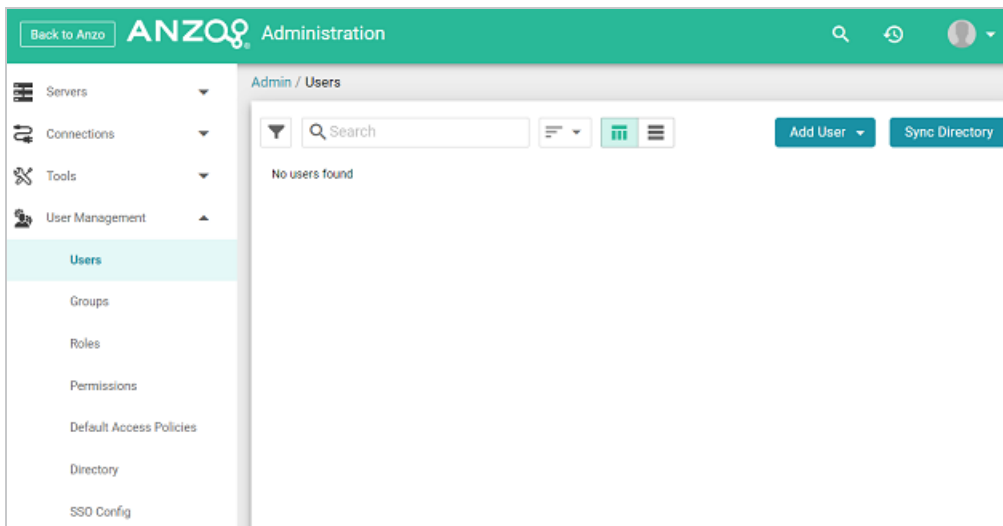 Back to Anzo ANZO Administration
Admin / Users
Servers
Connections
Tools
User Management
Users
Groups
Roles
Permissions
Default Access Policies
Directory
SSO Config
Search
Add User
Sync Directory
No users found